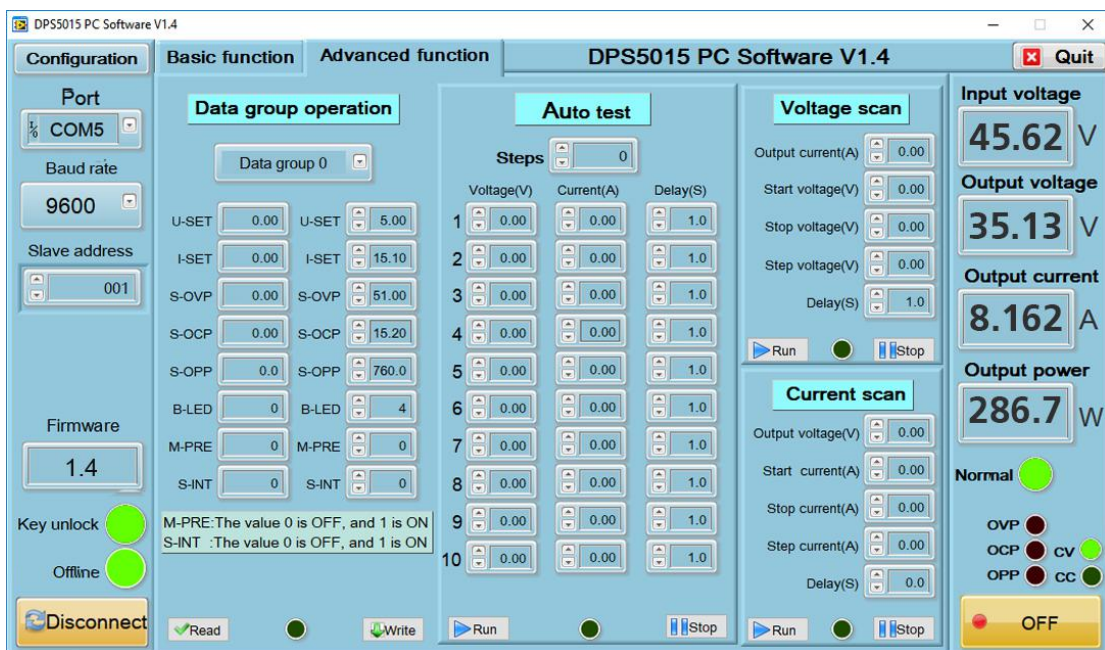 DPS5015 PC Software V1.4
Configuration
Basic function
Advanced function
DPS5015 PC Software V1.4
Quit
Port
I/O COM5
Baud rate
9600
Slave address
001
Firmware
1.4
Key unlock
Offline
Disconnect
Data group operation
Data group 0
U-SET 0.00 U-SET 5.00
I-SET 0.00 I-SET 15.10
S-OVP 0.00 S-OVP 51.00
S-OCP 0.00 S-OCP 15.20
S-OPP 0.0 S-OPP 760.0
B-LED 0 B-LED 4
M-PRE 0 M-PRE 0
S-INT 0 S-INT 0
M-PRE:The value 0 is OFF, and 1 is ON
S-INT :The value 0 is OFF, and 1 is ON
Read Write
Auto test
Steps 0
Voltage(V) Current(A) Delay(S)
1 0.00 0.00 1.0
2 0.00 0.00 1.0
3 0.00 0.00 1.0
4 0.00 0.00 1.0
5 0.00 0.00 1.0
6 0.00 0.00 1.0
7 0.00 0.00 1.0
8 0.00 0.00 1.0
9 0.00 0.00 1.0
10 0.00 0.00 1.0
Run Stop
Voltage scan
Output current(A) 0.00
Start voltage(V) 0.00
Stop voltage(V) 0.00
Step voltage(V) 0.00
Delay(S) 1.0
Run Stop
Current scan
Output voltage(V) 0.00
Start current(A) 0.00
Stop current(A) 0.00
Step current(A) 0.00
Delay(S) 0.0
Run Stop
Input voltage
45.62 V
Output voltage
35.13 V
Output current
8.162 A
Output power
286.7 W
Normal
OVP
OCP CV
OPP CC
OFF